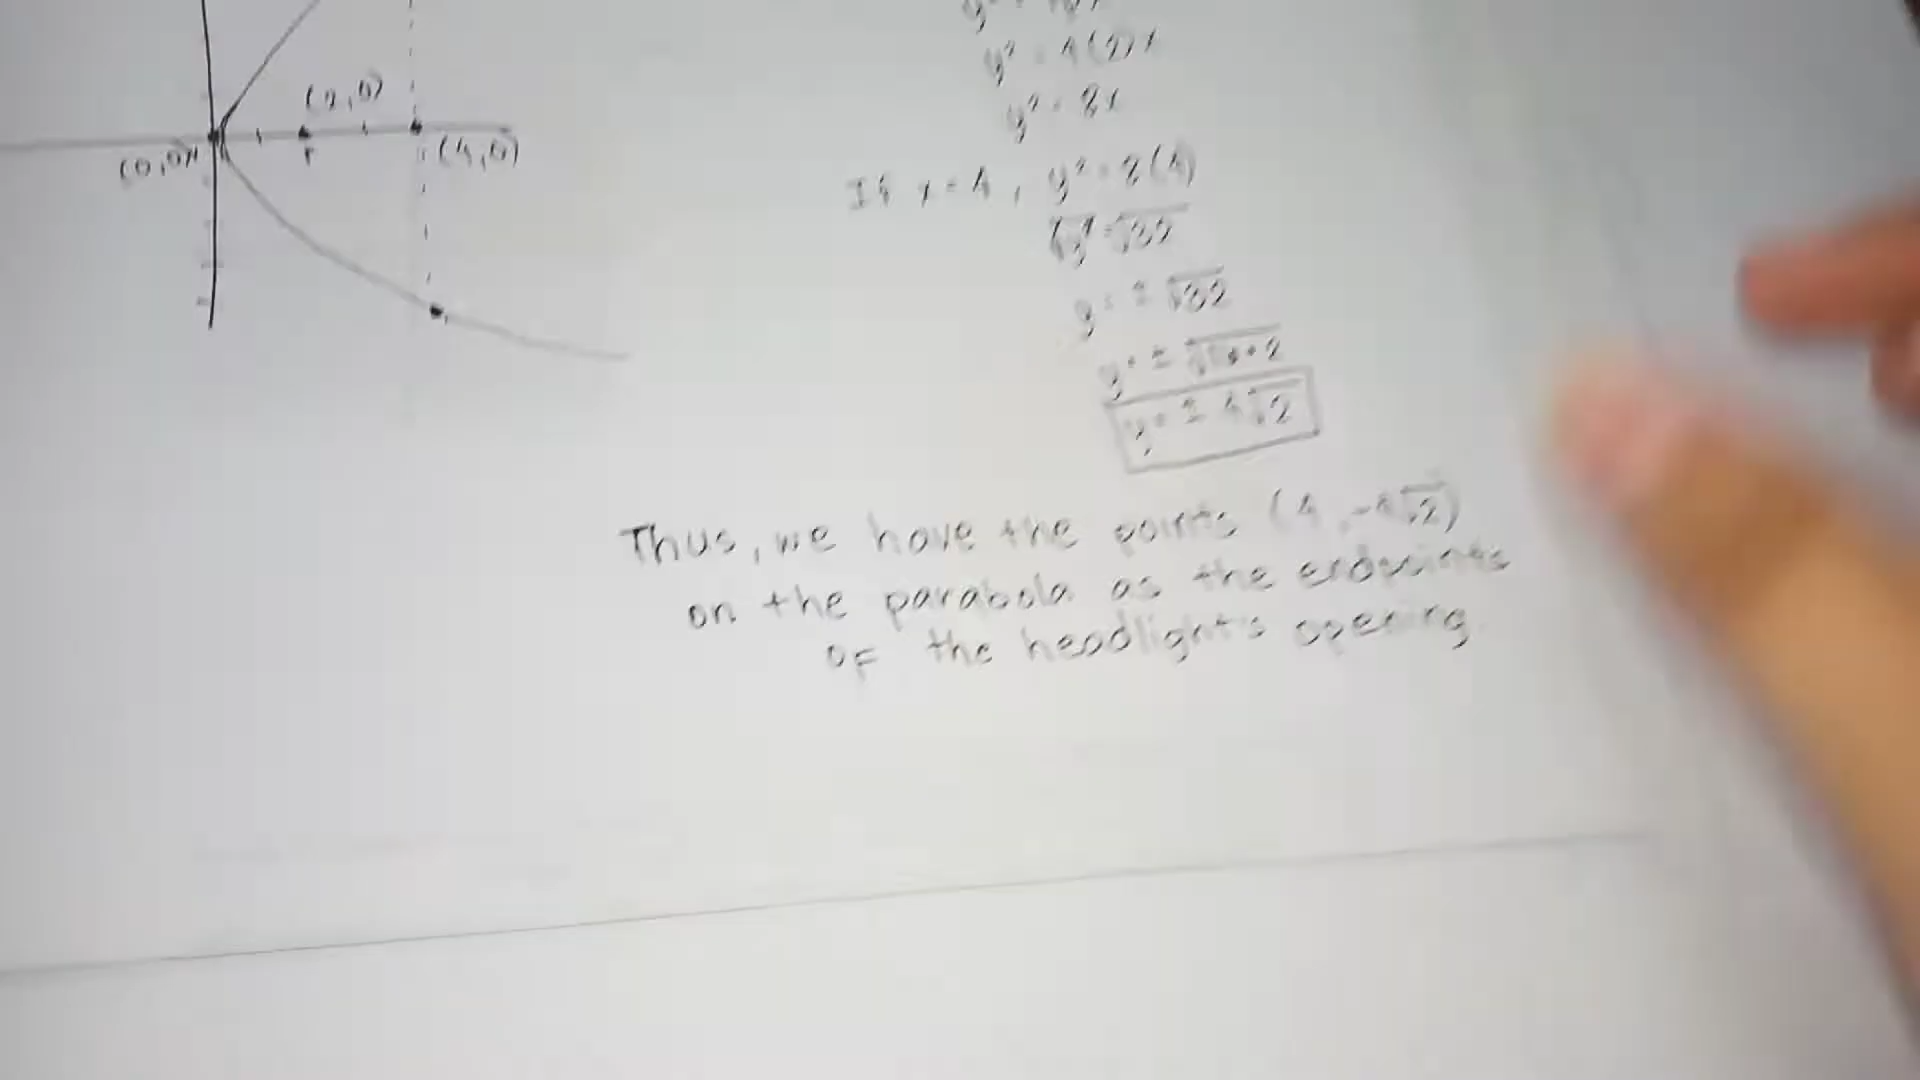 (2,0)
F
(0,0)V
(4,0)
y² = 4(2)x
y² = 8x
If x=4, y² = 8(4)
√y² = √32
y = ± √32
y = ± √16•2
y = ± 4√2
Thus, we have the points (4,-4√2)
on the parabola as the endpoints
of the headlight's opening